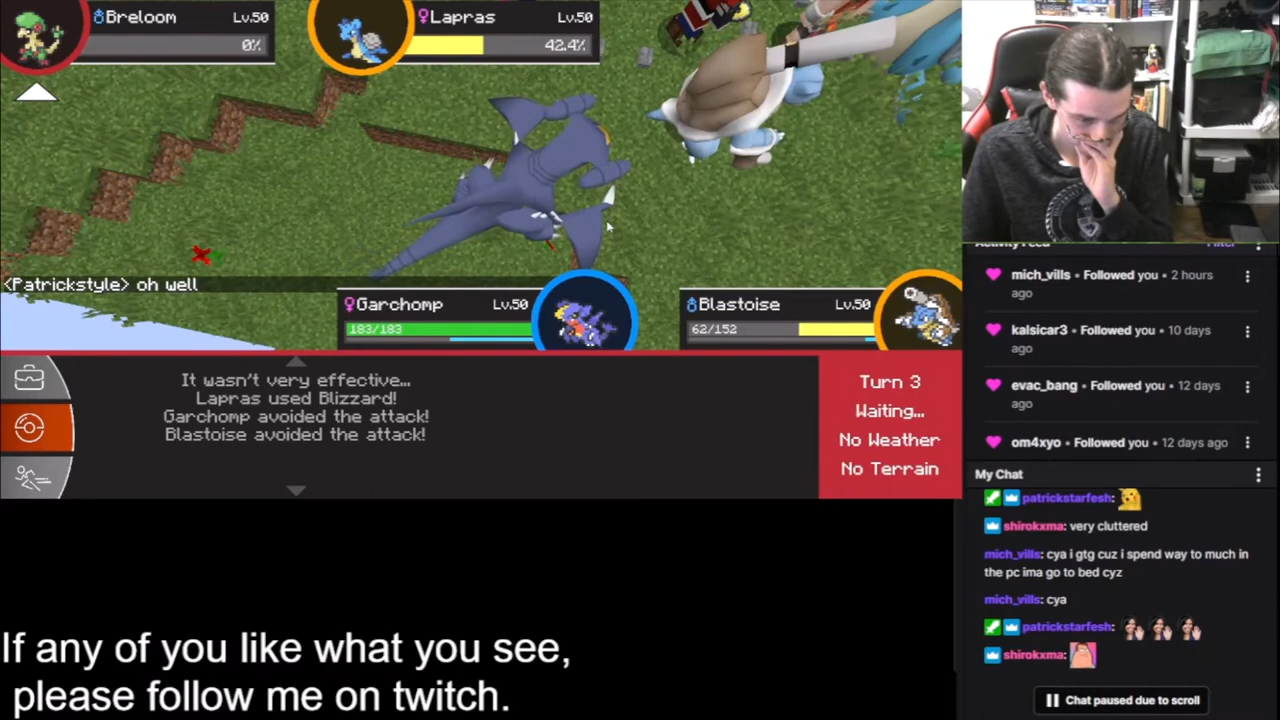 ♂Breloom Lv.50
0%
♀Lapras Lv.50
42.4%
<Patrickstyle> oh well
♀Garchomp Lv.50
183/183
♂Blastoise Lv.50
62/152
It wasn't very effective...
Lapras used Blizzard!
Garchomp avoided the attack!
Blastoise avoided the attack!
Turn 3
Waiting...
No Weather
No Terrain
If any of you like what you see,
please follow me on twitch.
Activity Feed Filter
mich_vills • Followed you • 2 hours
ago
kalsicar3 • Followed you • 10 days
ago
evac_bang • Followed you • 12 days
ago
om4xyo • Followed you • 12 days ago
My Chat
patrickstarfesh:
shirokxma: very cluttered
mich_vills: cya i gtg cuz i spend way to much in
the pc ima go to bed cyz
mich_vills: cya
patrickstarfesh:
shirokxma:
Chat paused due to scroll